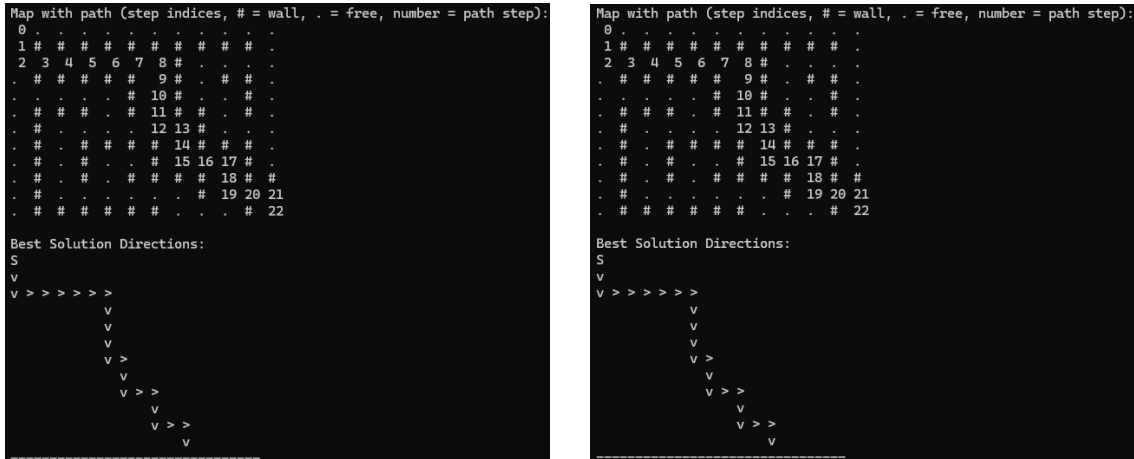 Map with path (step indices, # = wall, . = free, number = path step):
0 . . . . . . . . . . .
1 # # # # # # # # # # .
2 3 4 5 6 7 8 # . . . .
. # # # # # 9 # . # # .
. . . . . # 10 # . . # .
. # # # . # 11 # # . # .
. # . . . . 12 13 # . . .
. # . # # # # 14 # # # .
. # . # . . # 15 16 17 # .
. # . # . # # # # 18 # #
. # . . . . . . # 19 20 21
. # # # # # # . . . # 22
Best Solution Directions:
S
v
v > > > > > >
v
v
v
v >
v
v > >
v
v > >
v
================================
Map with path (step indices, # = wall, . = free, number = path step):
0 . . . . . . . . . . .
1 # # # # # # # # # # .
2 3 4 5 6 7 8 # . . . .
. # # # # # 9 # . # # .
. . . . . # 10 # . . # .
. # # # . # 11 # # . # .
. # . . . . 12 13 # . . .
. # . # # # # 14 # # # .
. # . # . . # 15 16 17 # .
. # . # . # # # # 18 # #
. # . . . . . . # 19 20 21
. # # # # # # . . . # 22
Best Solution Directions:
S
v
v > > > > > >
v
v
v
v >
v
v > >
v
v > >
v
================================